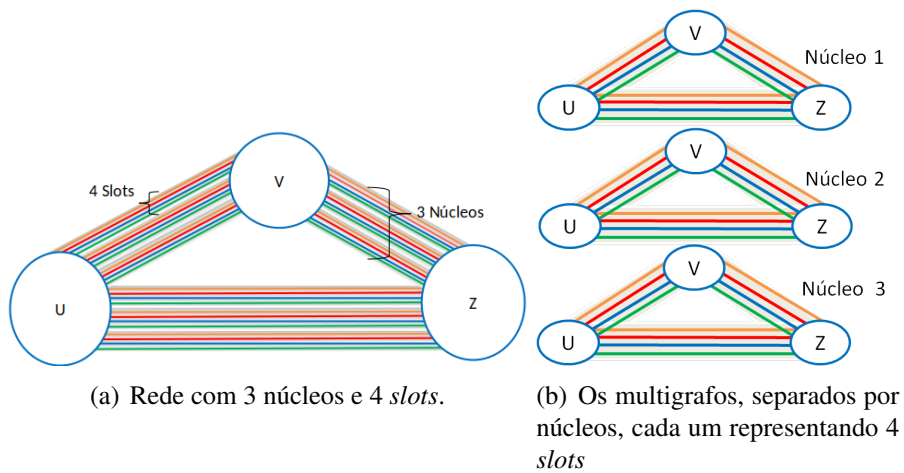 V
4 Slots
3 Núcleos
U
Z
(a) Rede com 3 núcleos e 4 slots.
V
Núcleo 1
U
Z
V
Núcleo 2
U
Z
V
Núcleo 3
U
Z
(b) Os multigrafos, separados por
núcleos, cada um representando 4
slots